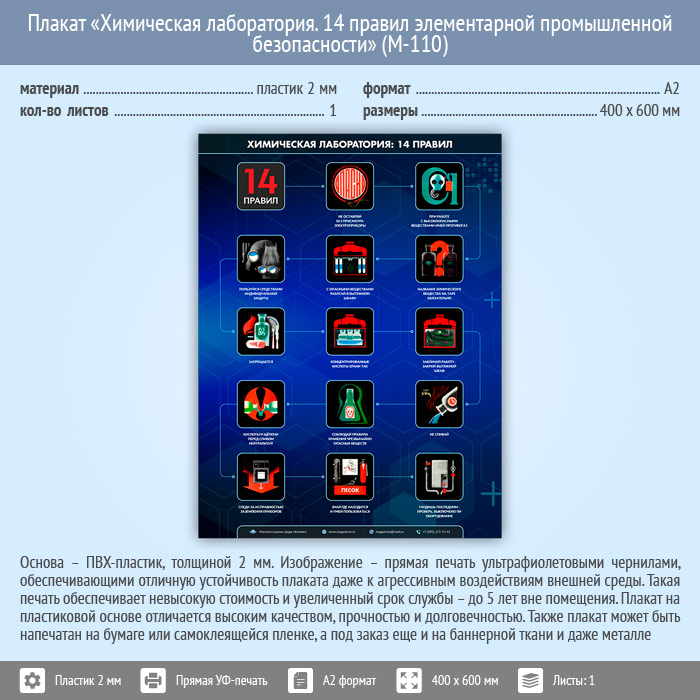 Плакат «Химическая лаборатория. 14 правил элементарной промышленной
безопасности» (М-110)
материал ........ пластик 2 мм
формат ........ А2
кол-во листов ........ 1
размеры ........ 400 х 600 мм
ХИМИЧЕСКАЯ ЛАБОРАТОРИЯ: 14 ПРАВИЛ
14
ПРАВИЛ
НЕ ОСТАВЛЯЙ
БЕЗ ПРИСМОТРА
ЭЛЕКТРОПРИБОРЫ
ПРИ РАБОТЕ
С ВЫСОКООПАСНЫМИ
ВЕЩЕСТВАМИ ИМЕЙ ПРОТИВОГАЗ
ПОЛЬЗУЙСЯ СРЕДСТВАМИ
ИНДИВИДУАЛЬНОЙ
ЗАЩИТЫ
С ОПАСНЫМИ ВЕЩЕСТВАМИ
РАБОТАЙ В ВЫТЯЖНОМ
ШКАФУ
НАЗВАНИЕ ХИМИЧЕСКОГО
ВЕЩЕСТВА НА ТАРЕ
ОБЯЗАТЕЛЬНО
ЗАПРЕЩАЕТСЯ
КОНЦЕНТРИРОВАННЫЕ
КИСЛОТЫ ХРАНИ ТАК
ЗАКОНЧИЛ РАБОТУ -
ЗАКРОЙ ВЫТЯЖНОЙ
ШКАФ
КИСЛОТЫ И ЩЁЛОЧИ
ПЕРЕД СЛИВОМ
НЕЙТРАЛИЗУЙ
СОБЛЮДАЙ ПРАВИЛА
ХРАНЕНИЯ ЧРЕЗВЫЧАЙНО
ОПАСНЫХ ВЕЩЕСТВ
НЕ СЛИВАЙ
СЛЕДИ ЗА ИСПРАВНОСТЬЮ
ЗАЗЕМЛЕНИЯ ПРИБОРОВ
ПЕСОК
ЗНАЙ ГДЕ НАХОДИТСЯ
И УМЕЙ ПОЛЬЗОВАТЬСЯ
УХОДИШЬ ПОСЛЕДНИМ -
ПРОВЕРЬ, ВЫКЛЮЧЕНО ЛИ
ОБОРУДОВАНИЕ
Основа – ПВХ-пластик, толщиной 2 мм. Изображение – прямая печать ультрафиолетовыми чернилами,
обеспечивающими отличную устойчивость плаката даже к агрессивным воздействиям внешней среды. Такая
печать обеспечивает невысокую стоимость и увеличенный срок службы – до 5 лет вне помещения. Плакат на
пластиковой основе отличается высоким качеством, прочностью и долговечностью. Также плакат может быть
напечатан на бумаге или самоклеящейся пленке, а под заказ еще и на баннерной ткани и даже металле
Пластик 2 мм
Прямая УФ-печать
А2 формат
400 х 600 мм
Листы: 1